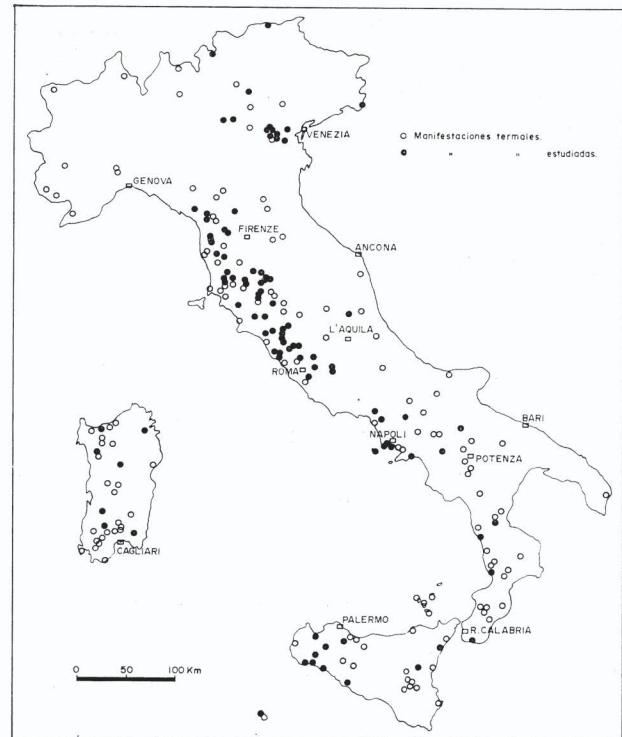 VENEZIA
○ Manifestaciones termales.
● " " estudiadas.
GENOVA
FIRENZE
ANCONA
L'AQUILA
ROMA
BARI
NAPOLI
POTENZA
CAGLIARI
PALERMO
R. CALABRIA
0 50 100 Km